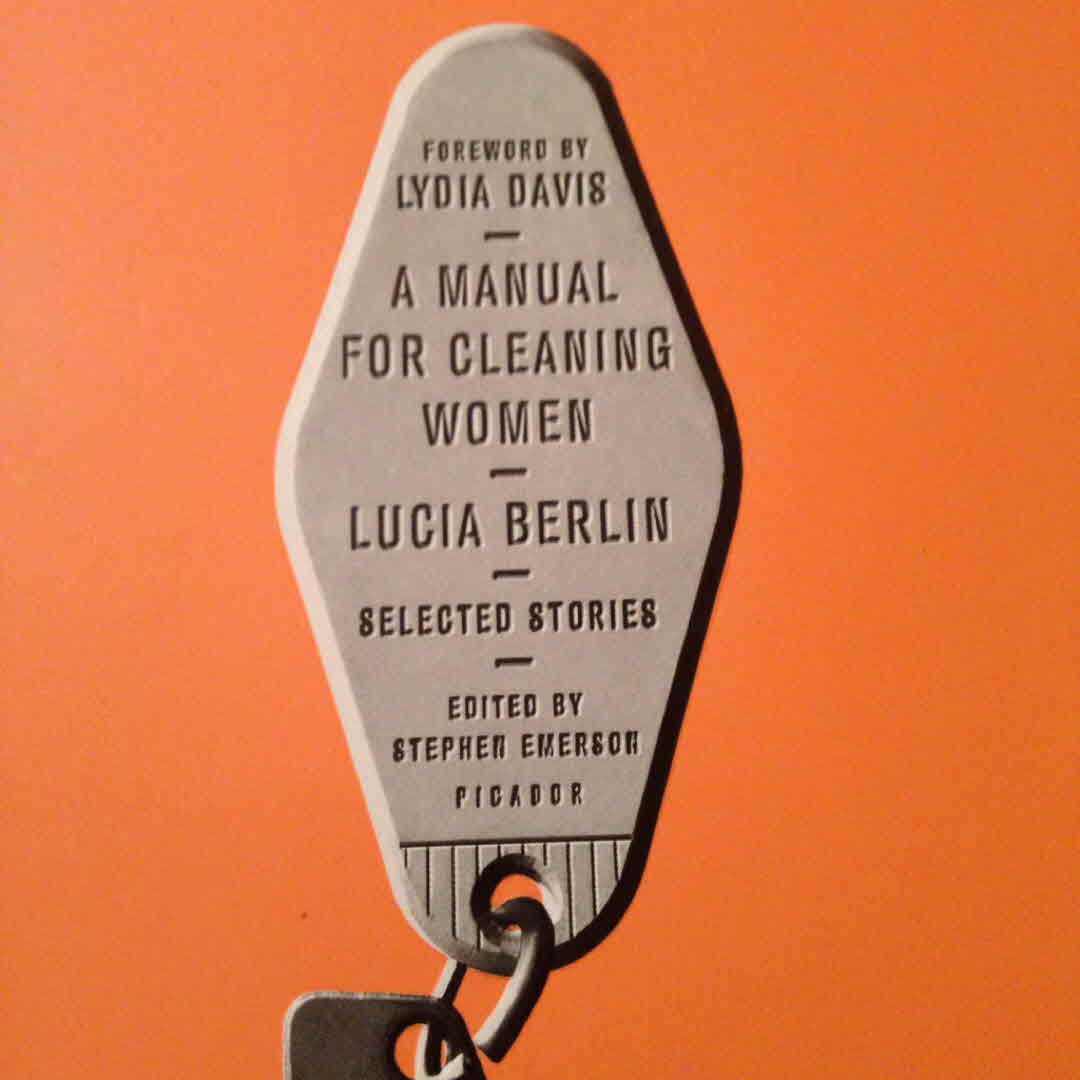 FOREWORD BY
LYDIA DAVIS
A MANUAL
FOR CLEANING
WOMEN
LUCIA BERLIN
SELECTED STORIES
EDITED BY
STEPHEN EMERSON
PICADOR